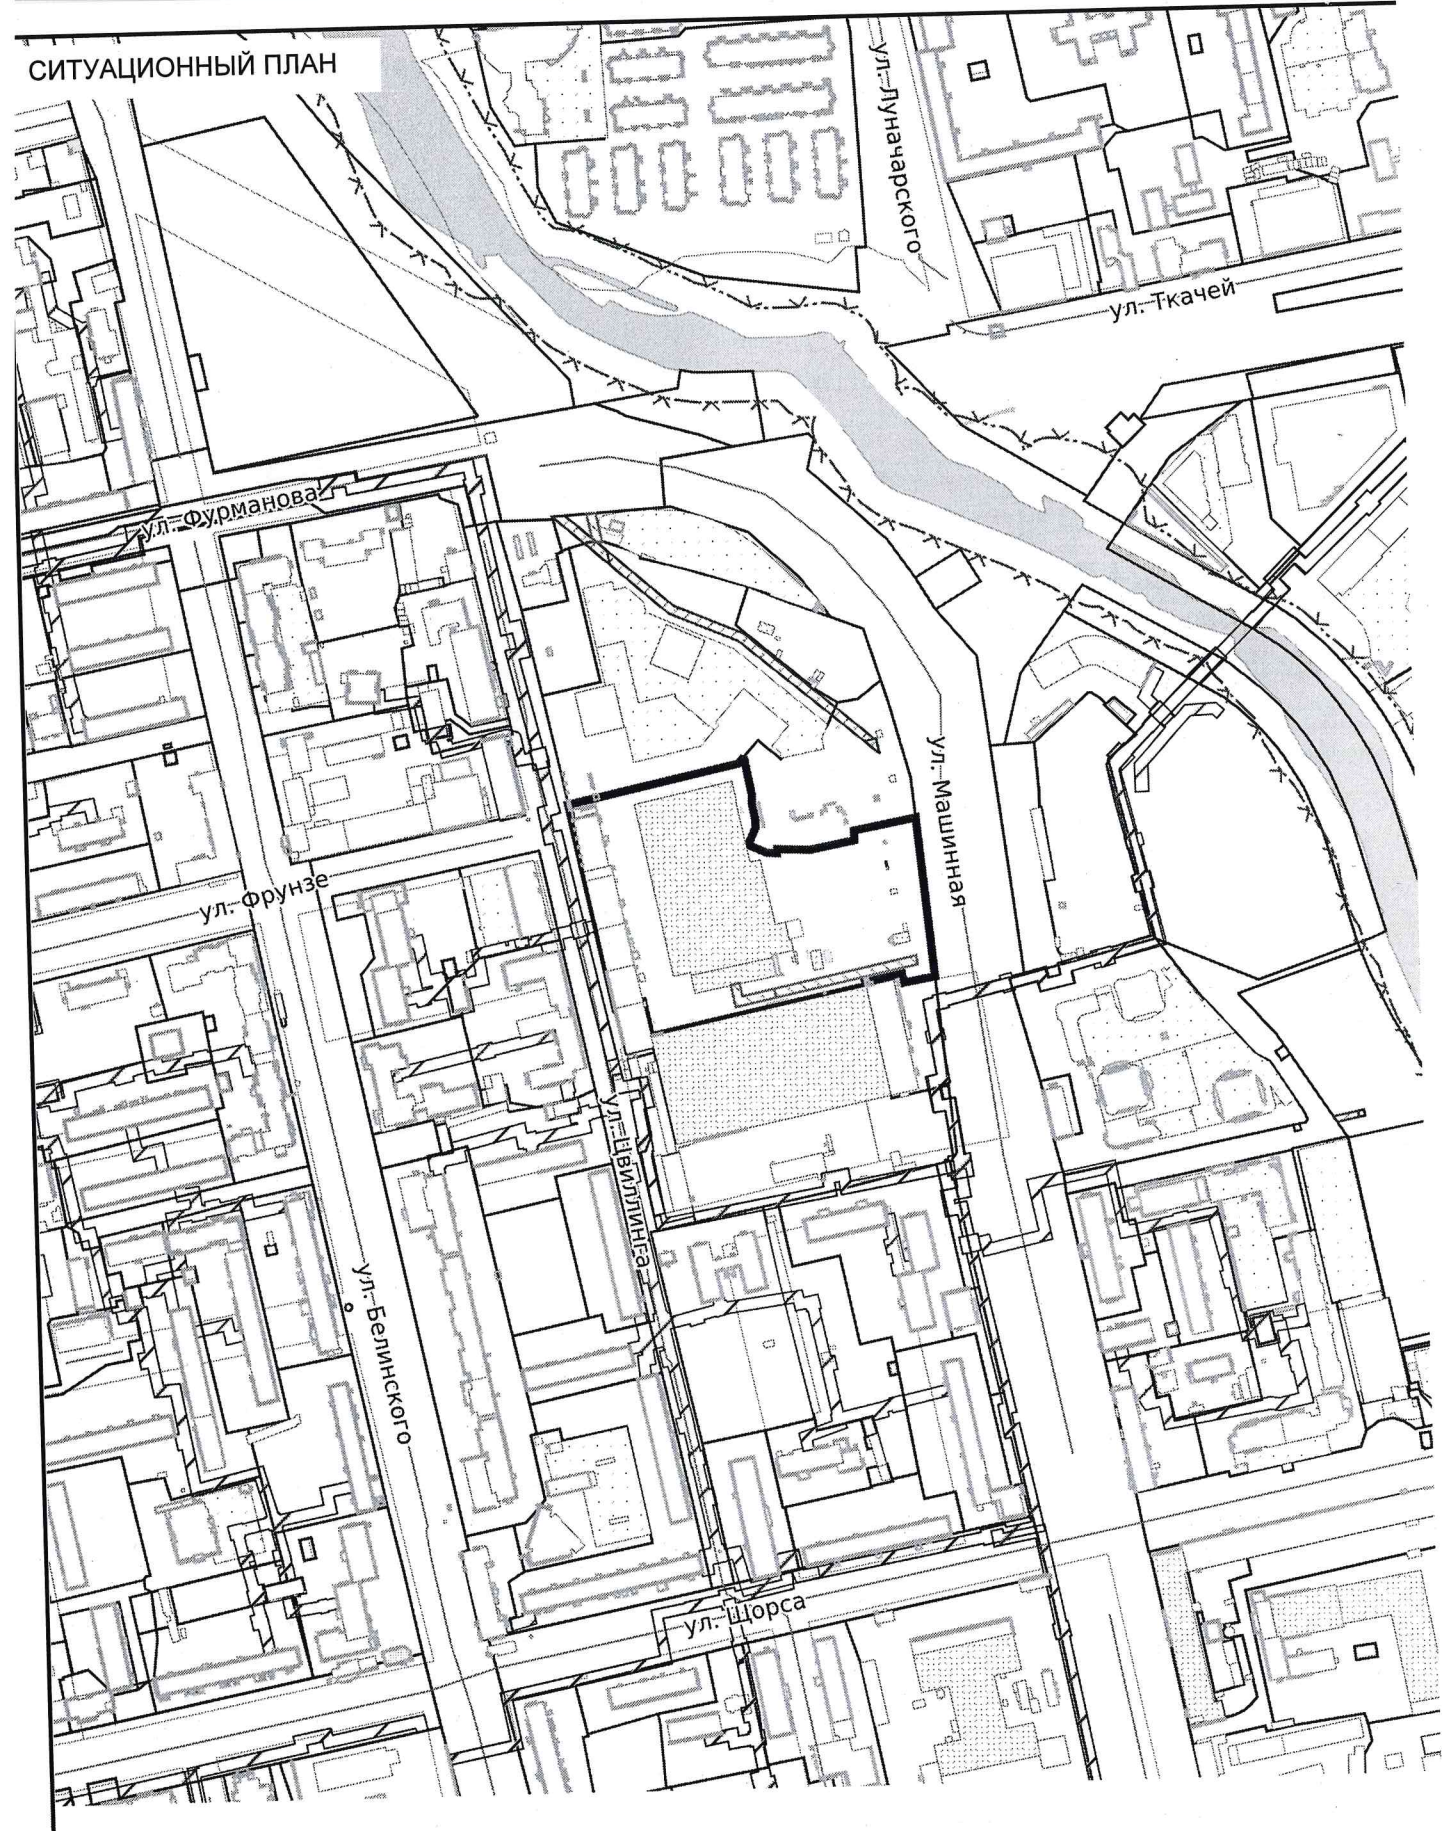 СИТУАЦИОННЫЙ ПЛАН
ул. Луначарского
ул. Ткачей
ул. Фурманова
ул. Машинная
ул. Фрунзе
ул. Цвиллинга
ул. Белинского
ул. Щорса